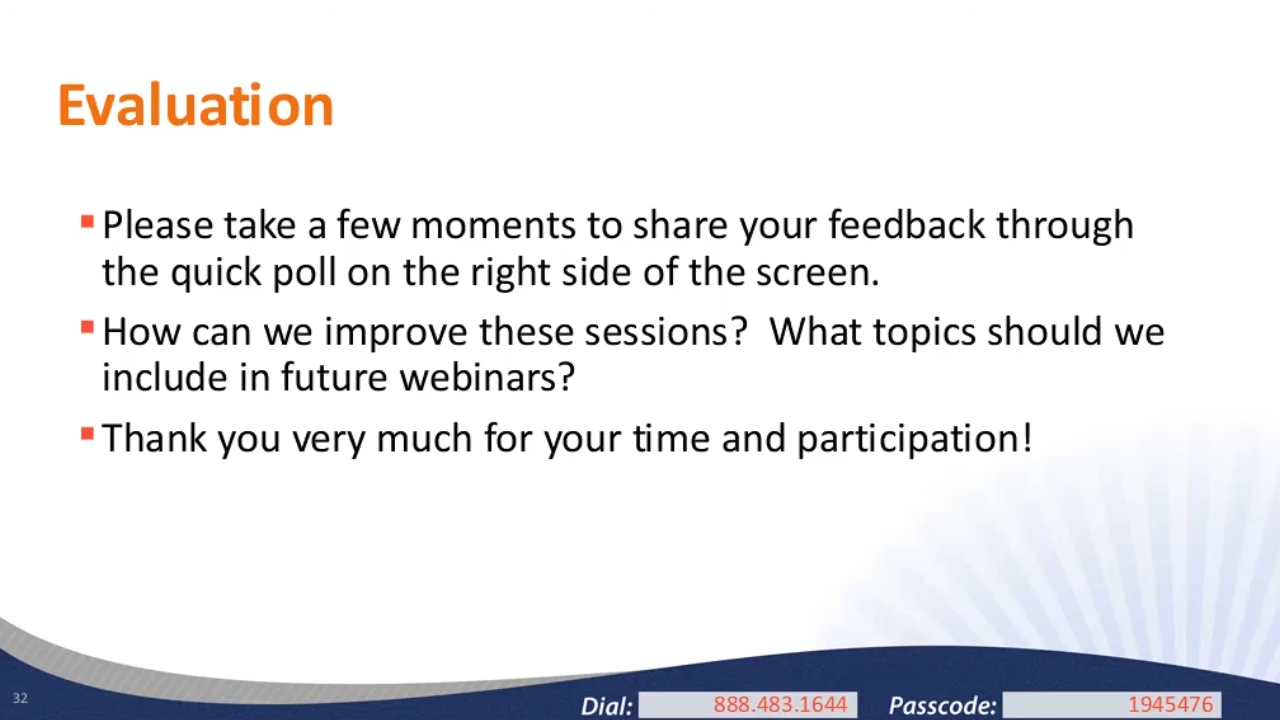 Evaluation
Please take a few moments to share your feedback through
the quick poll on the right side of the screen.
How can we improve these sessions?  What topics should we
include in future webinars?
Thank you very much for your time and participation!
32
Dial: 888.483.1644 Passcode: 1945476